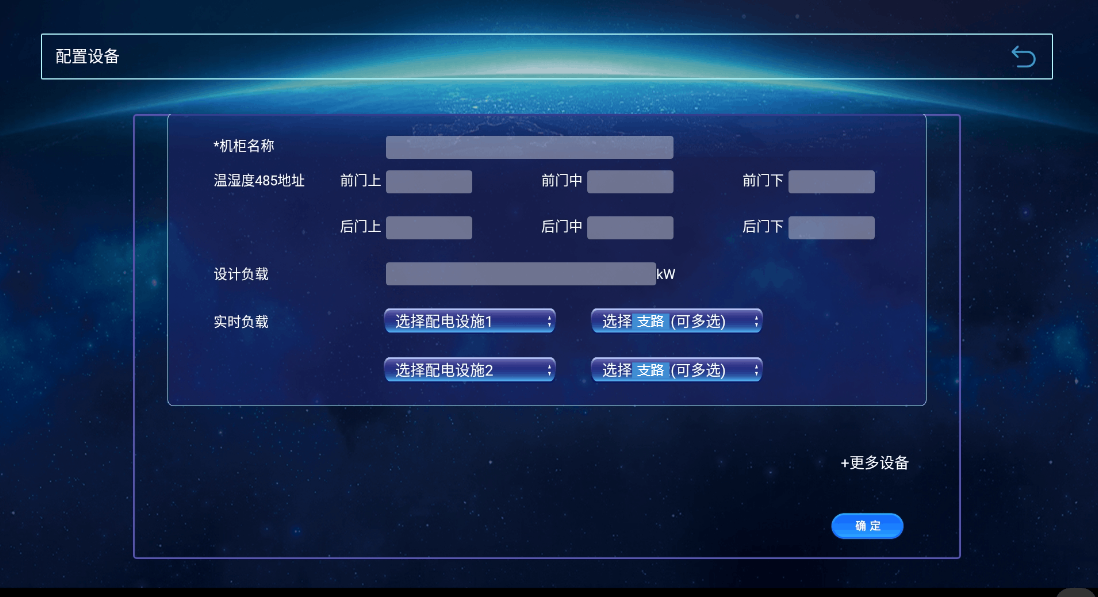 配置设备
*机柜名称
温湿度485地址 前门上 前门中 前门下
后门上 后门中 后门下
设计负载 kW
实时负载 选择配电设施1 选择 支路 (可多选)
选择配电设施2 选择 支路 (可多选)
+更多设备
确定